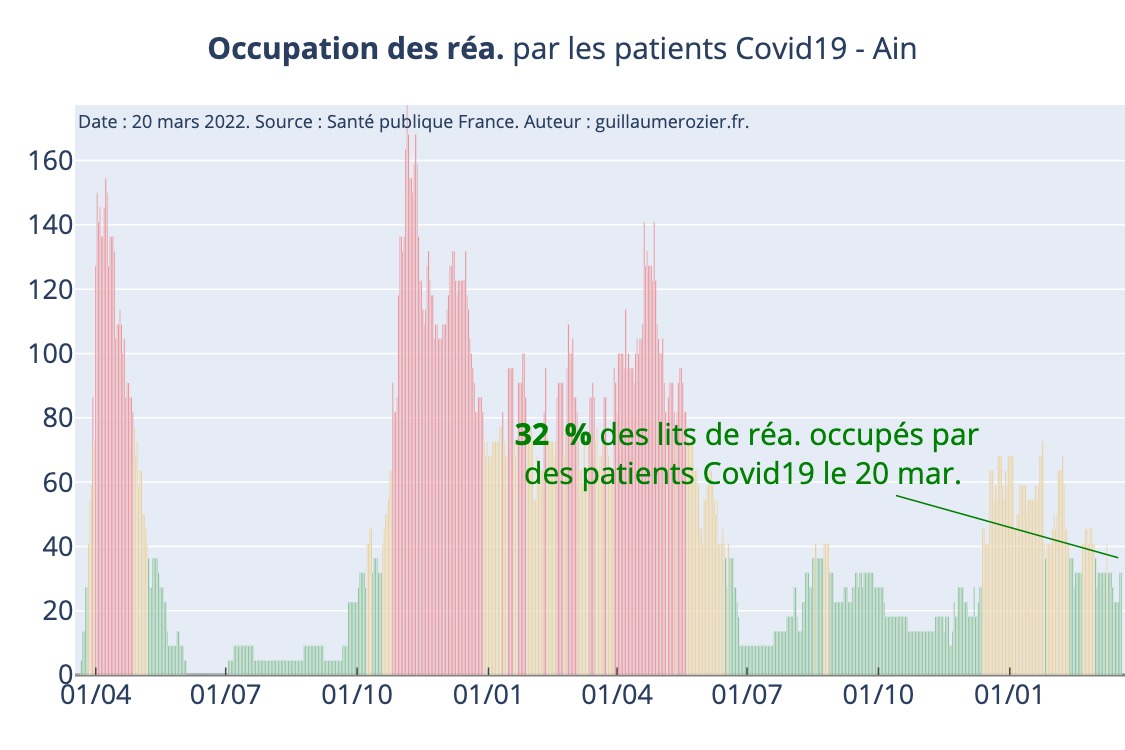 Occupation des réa. par les patients Covid19 - Ain
Date : 20 mars 2022. Source : Santé publique France. Auteur : guillaumerozier.fr.
160
140
120
100
80
60
40
20
0
32 % des lits de réa. occupés par
des patients Covid19 le 20 mar.
01/04 01/07 01/10 01/01 01/04 01/07 01/10 01/01